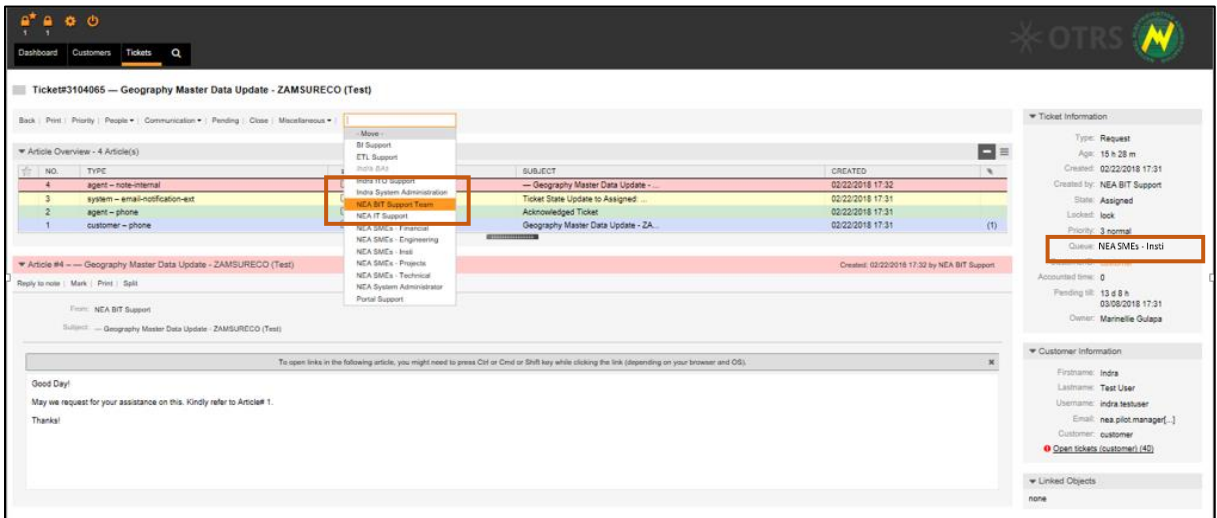 1 1
OTRS
Dashboard Customers Tickets
Ticket#3104065 — Geography Master Data Update - ZAMSURECO (Test)
Back | Print | Priority | People | Communication | Pending | Close | Miscellaneous |
- Move -
BI Support
ETL Support
Indra BAs
Indra ITO Support
Indra System Administration
NEA BIT Support Team
NEA IT Support
NEA SMEs - Financial
NEA SMEs - Engineering
NEA SMEs - Insti
NEA SMEs - Projects
NEA SMEs - Technical
NEA System Administrator
Portal Support
Article Overview - 4 Article(s)
NO. TYPE SUBJECT CREATED
4 agent – note-internal — Geography Master Data Update - ... 02/22/2018 17:32
3 system – email-notification-ext Ticket State Update to Assigned: ... 02/22/2018 17:31
2 agent – phone Acknowledged Ticket 02/22/2018 17:31
1 customer – phone Geography Master Data Update - ZA... 02/22/2018 17:31 (1)
Article #4 – — Geography Master Data Update - ZAMSURECO (Test) Created: 02/22/2018 17:32 by NEA BIT Support
Reply to note | Mark | Print | Split
From: NEA BIT Support
Subject: — Geography Master Data Update - ZAMSURECO (Test)
To open links in the following article, you might need to press Ctrl or Cmd or Shift key while clicking the link (depending on your browser and OS).
Good Day!
May we request for your assistance on this. Kindly refer to Article# 1.
Thanks!
Ticket Information
Type: Request
Age: 15 h 28 m
Created: 02/22/2018 17:31
Created by: NEA BIT Support
State: Assigned
Locked: lock
Priority: 3 normal
Queue: NEA SMEs - Insti
Accounted time: 0
Pending till: 13 d 8 h
03/08/2018 17:31
Owner: Marinellie Gulapa
Customer Information
Firstname: Indra
Lastname: Test User
Username: indra.testuser
Email: nea.pilot.manager[...]
Customer: customer
Open tickets (customer) (40)
Linked Objects
none